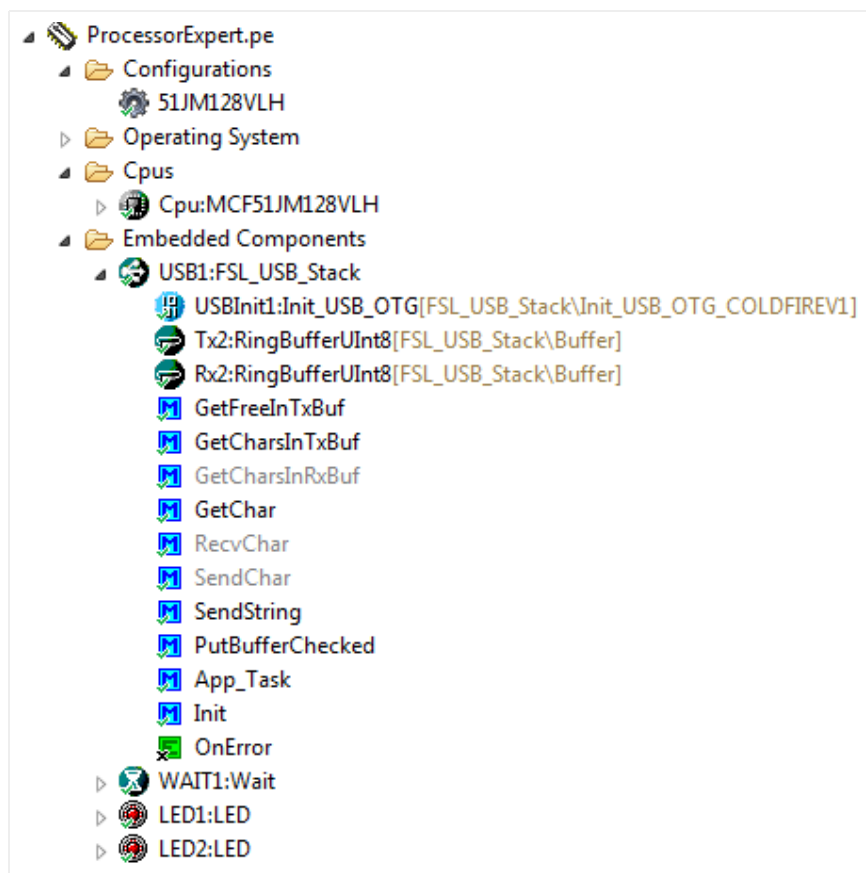 ProcessorExpert.pe
Configurations
51JM128VLH
Operating System
Cpus
Cpu:MCF51JM128VLH
Embedded Components
USB1:FSL_USB_Stack
USBInit1:Init_USB_OTG[FSL_USB_Stack\Init_USB_OTG_COLDFIREV1]
Tx2:RingBufferUInt8[FSL_USB_Stack\Buffer]
Rx2:RingBufferUInt8[FSL_USB_Stack\Buffer]
GetFreeInTxBuf
GetCharsInTxBuf
GetCharsInRxBuf
GetChar
RecvChar
SendChar
SendString
PutBufferChecked
App_Task
Init
OnError
WAIT1:Wait
LED1:LED
LED2:LED